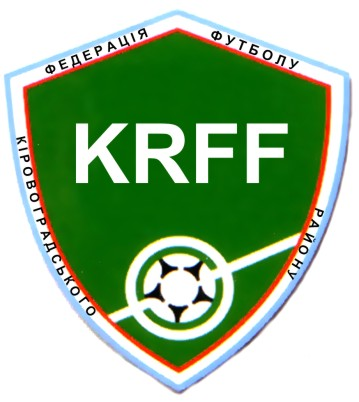 ФЕДЕРАЦІЯ ФУТБОЛУ
КІРОВОГРАДСЬКОГО РАЙОНУ
KRFF